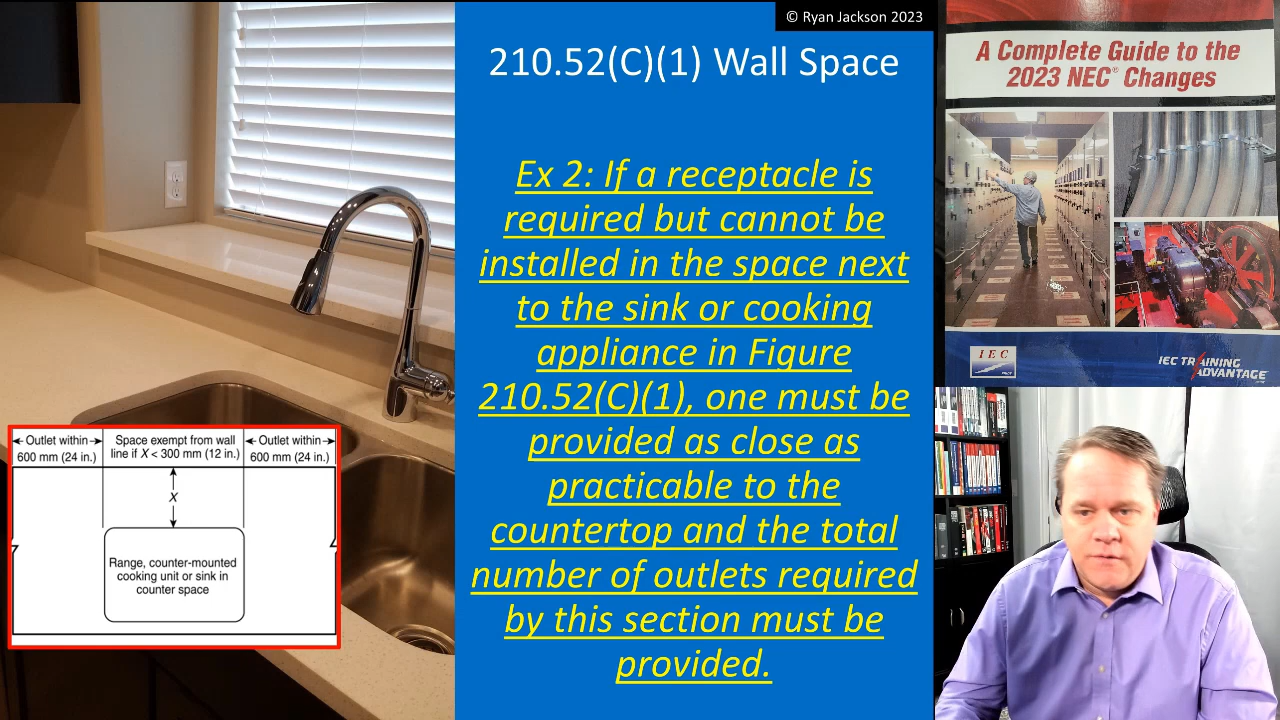 © Ryan Jackson 2023
210.52(C)(1) Wall Space
Ex 2: If a receptacle is
required but cannot be
installed in the space next
to the sink or cooking
appliance in Figure
210.52(C)(1), one must be
provided as close as
practicable to the
countertop and the total
number of outlets required
by this section must be
provided.
Outlet within
600 mm (24 in.)
Space exempt from wall
line if X < 300 mm (12 in.)
Outlet within
600 mm (24 in.)
X
Range, counter-mounted
cooking unit or sink in
counter space
A Complete Guide to the
2023 NEC® Changes
IEC
IEC TRAINING
ADVANTAGE